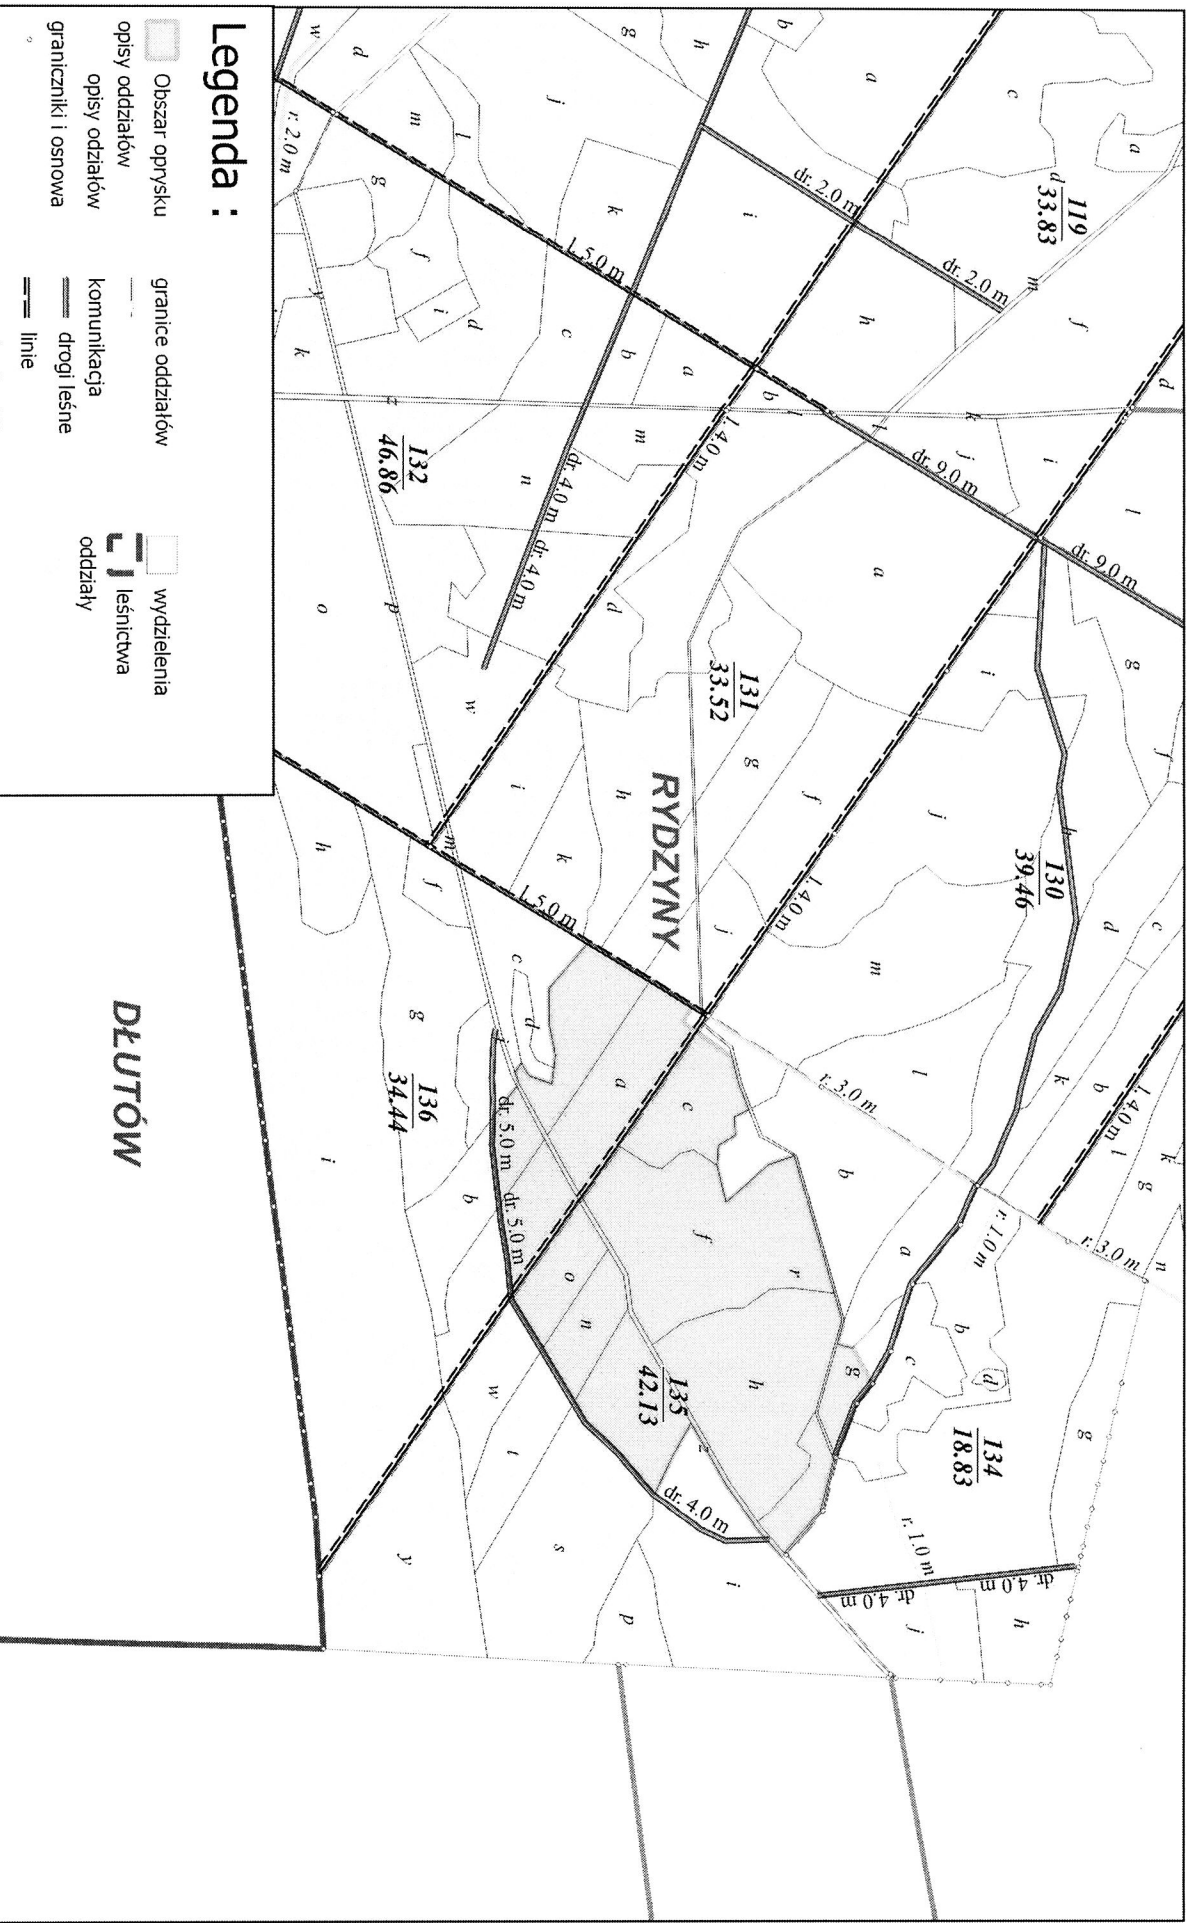 119
33.83
130
39.46
131
33.52
132
46.86
134
18.83
135
42.13
136
34.44
RYDZYNY
DŁUTÓW
dr. 2.0 m
dr. 2.0 m
dr. 9.0 m
dr. 9.0 m
l. 5.0 m
l. 5.0 m
l. 4.0 m
l. 4.0 m
l. 4.0 m
dr. 4.0 m
dr. 4.0 m
r. 2.0 m
r. 3.0 m
r. 3.0 m
r. 1.0 m
r. 1.0 m
dr. 5.0 m
dr. 5.0 m
dr. 4.0 m
dr. 4.0 m
dr. 4.0 m
Legenda :
Obszar oprysku
opisy oddziałów
opisy odziałów
graniczniki i osnowa
granice oddziałów
komunikacja
drogi leśne
linie
wydzielenia
leśnictwa
oddziały